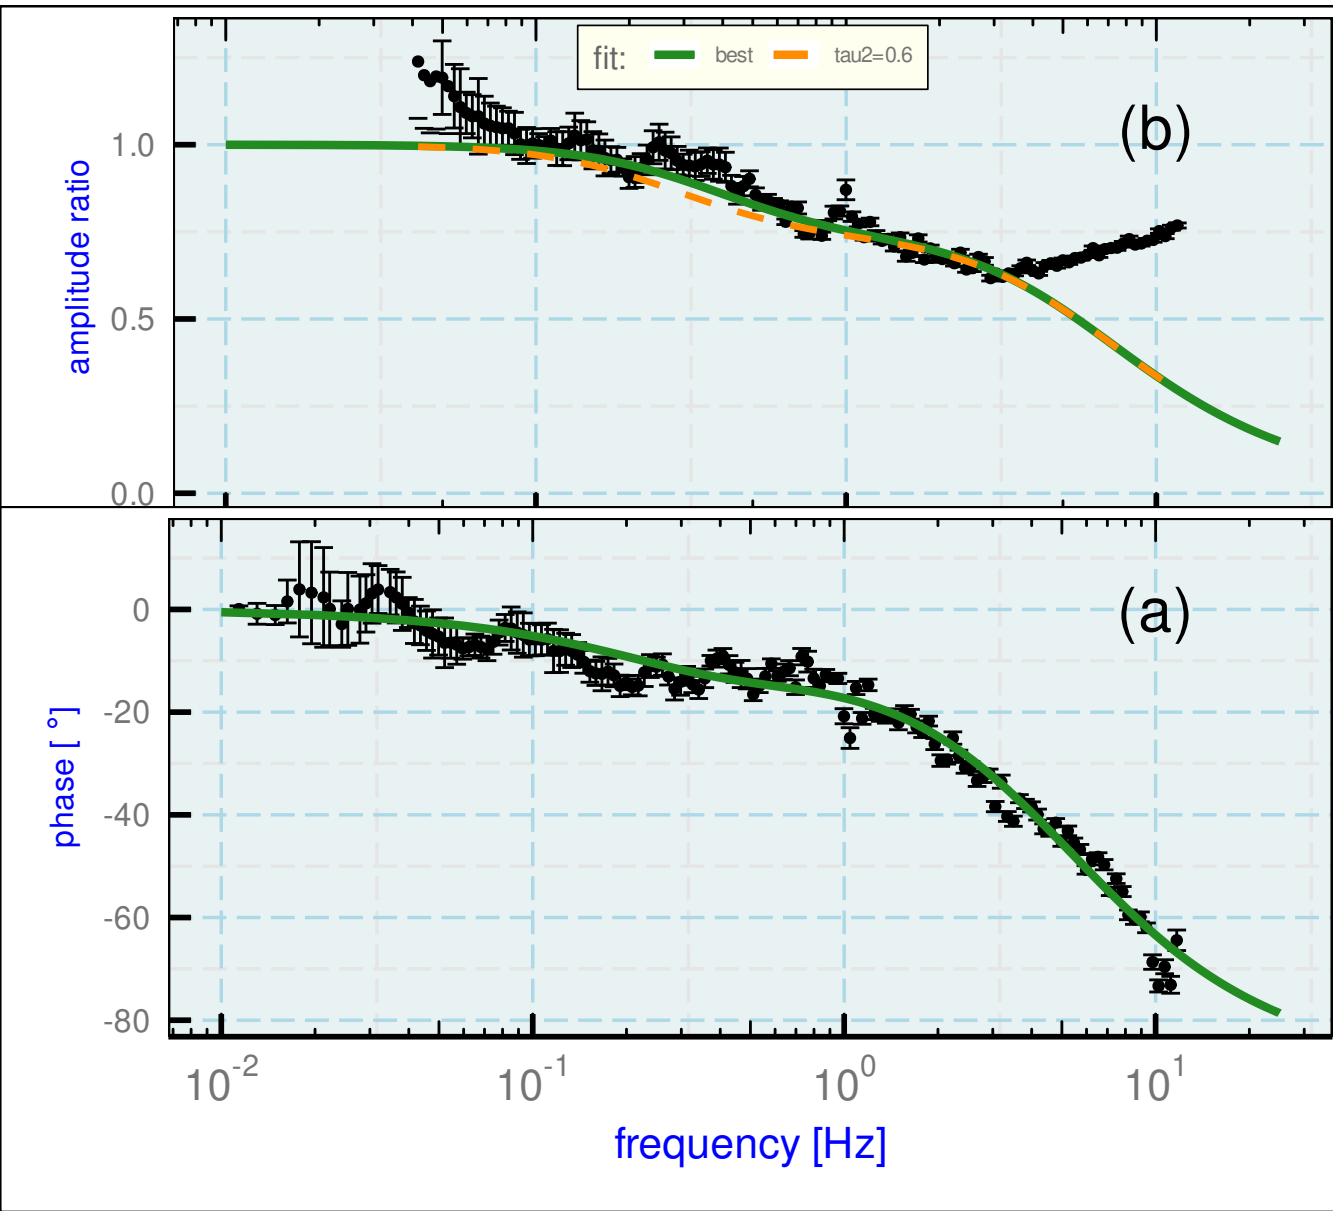 fit: best tau2=0.6
(b)
1.0
0.5
0.0
amplitude ratio
(a)
0
-20
-40
-60
-80
phase [ °]
10-2 10-1 100 101
frequency [Hz]